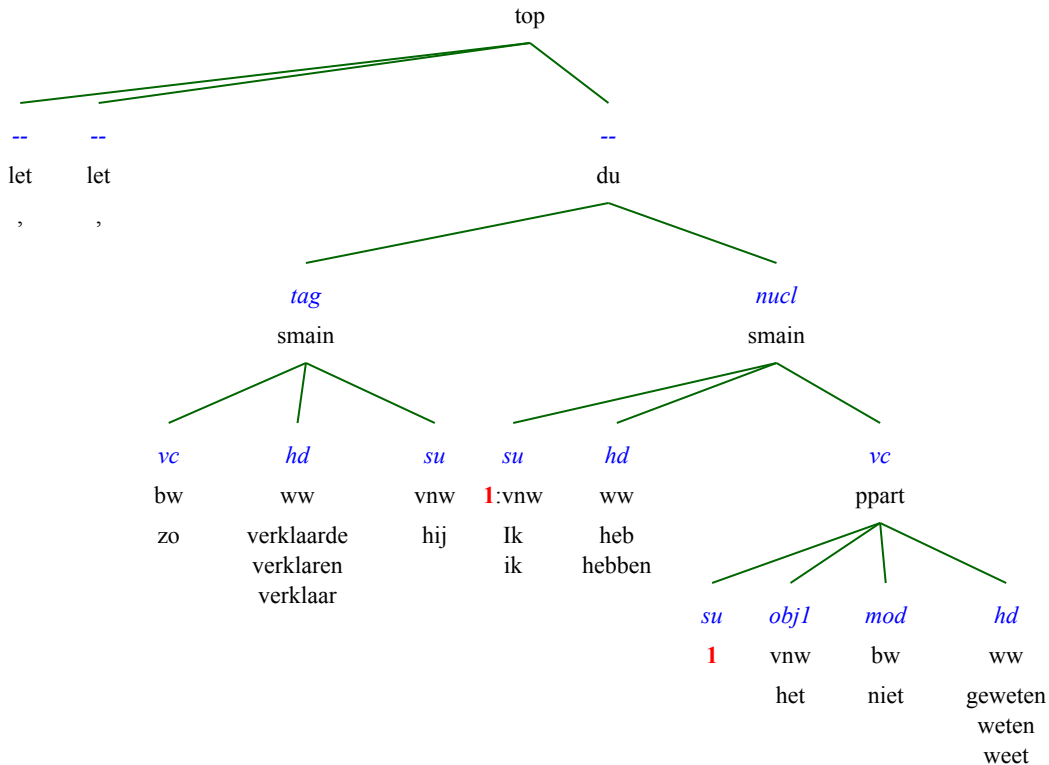 top
-- -- --
let let du
, ,
tag nucl
smain smain
vc hd su su hd vc
bw ww vnw 1:vnw ww ppart
zo verklaarde hij Ik heb
verklaren ik hebben
verklaar
su obj1 mod hd
1 vnw bw ww
het niet geweten
weten
weet